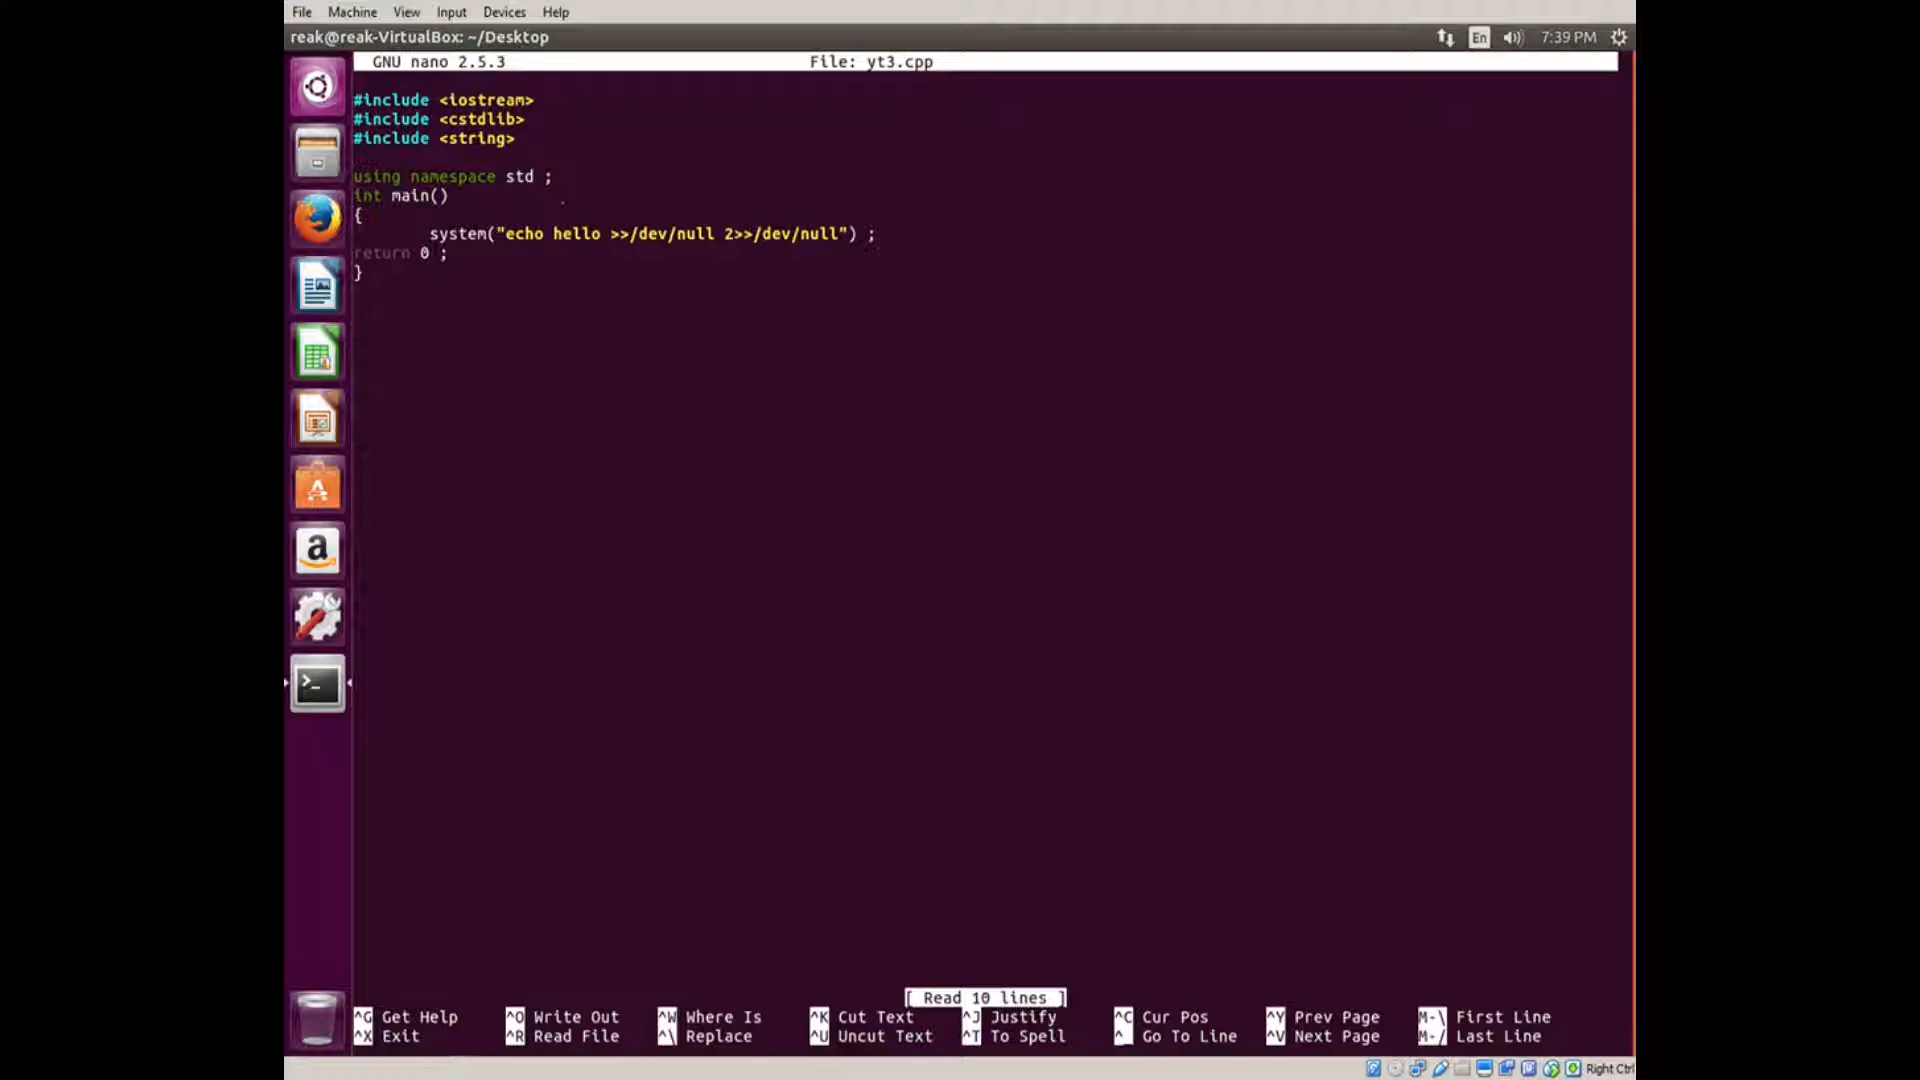 File Machine View Input Devices Help
reak@reak-VirtualBox: ~/Desktop En 7:39 PM
GNU nano 2.5.3 File: yt3.cpp
#include <iostream>
#include <cstdlib>
#include <string>
using namespace std ;
int main()
{
system("echo hello >>/dev/null 2>>/dev/null") ;
return 0 ;
}
[ Read 10 lines ]
^G Get Help ^O Write Out ^W Where Is ^K Cut Text ^J Justify ^C Cur Pos ^Y Prev Page M-\ First Line
^X Exit ^R Read File ^\ Replace ^U Uncut Text ^T To Spell ^_ Go To Line ^V Next Page M-/ Last Line
Right Ctrl